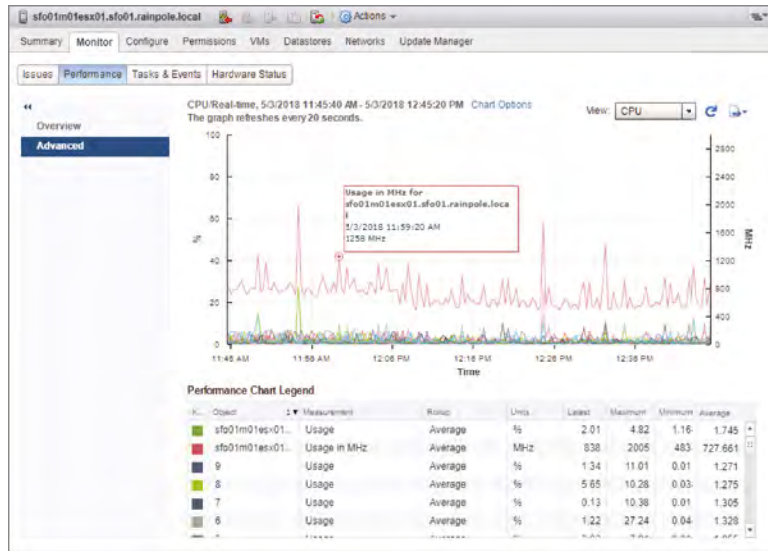 sfo01m01esx01.sfo01.rainpole.local Actions
Summary Monitor Configure Permissions VMs Datastores Networks Update Manager
Issues Performance Tasks & Events Hardware Status
Overview
Advanced
CPU/Real-time, 5/3/2018 11:45:40 AM - 5/3/2018 12:45:20 PM Chart Options
The graph refreshes every 20 seconds.
View: CPU
100
80
60
40
20
0
%
2800
2400
2000
1600
1200
800
400
0
MHz
Usage in MHz for
sfo01m01esx01.sfo01.rainpole.loca
l
5/3/2018 11:59:20 AM
1258 MHz
11:46 AM 11:56 AM 12:06 PM 12:16 PM 12:26 PM 12:36 PM
Time
Performance Chart Legend
K... Object Measurement Rollup Units Latest Maximum Minimum Average
sfo01m01esx01... Usage Average % 2.01 4.82 1.16 1.745
sfo01m01esx01... Usage in MHz Average MHz 838 2005 483 727.661
9 Usage Average % 1.34 11.01 0.01 1.271
8 Usage Average % 5.65 10.28 0.03 1.275
7 Usage Average % 0.13 10.38 0.01 1.305
6 Usage Average % 1.22 27.24 0.04 1.328